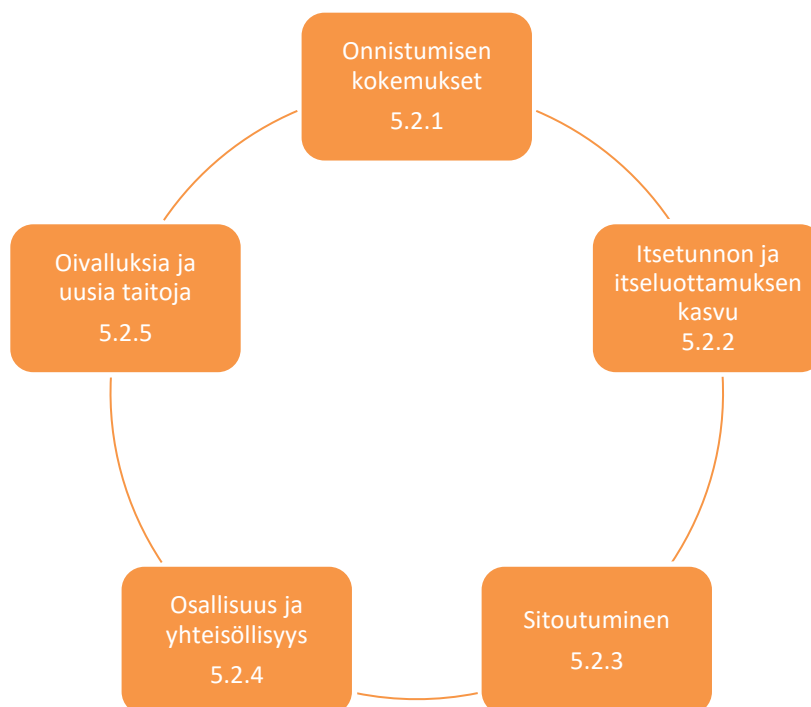 Onnistumisen
kokemukset
5.2.1
Itsetunnon ja
itseluottamuksen
kasvu
5.2.2
Sitoutuminen
5.2.3
Osallisuus ja
yhteisöllisyys
5.2.4
Oivalluksia ja
uusia taitoja
5.2.5